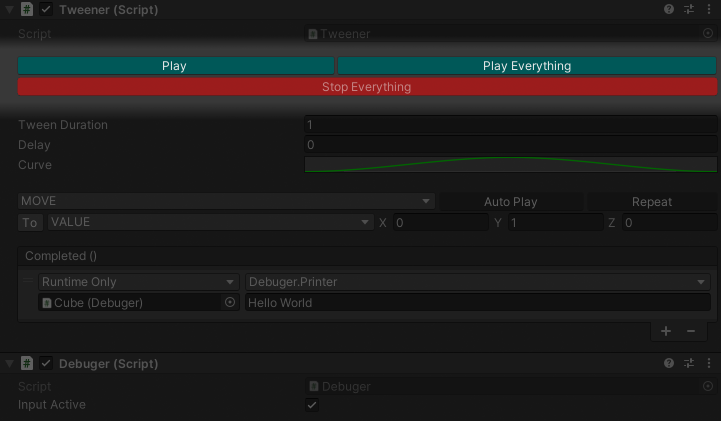 Tweener (Script)
Script Tweener
Play Play Everything
Stop Everything
Tween Duration 1
Delay 0
Curve
MOVE Auto Play Repeat
To VALUE X 0 Y 1 Z 0
Completed ()
Runtime Only Debuger.Printer
Cube (Debuger) Hello World
Debuger (Script)
Script Debuger
Input Active